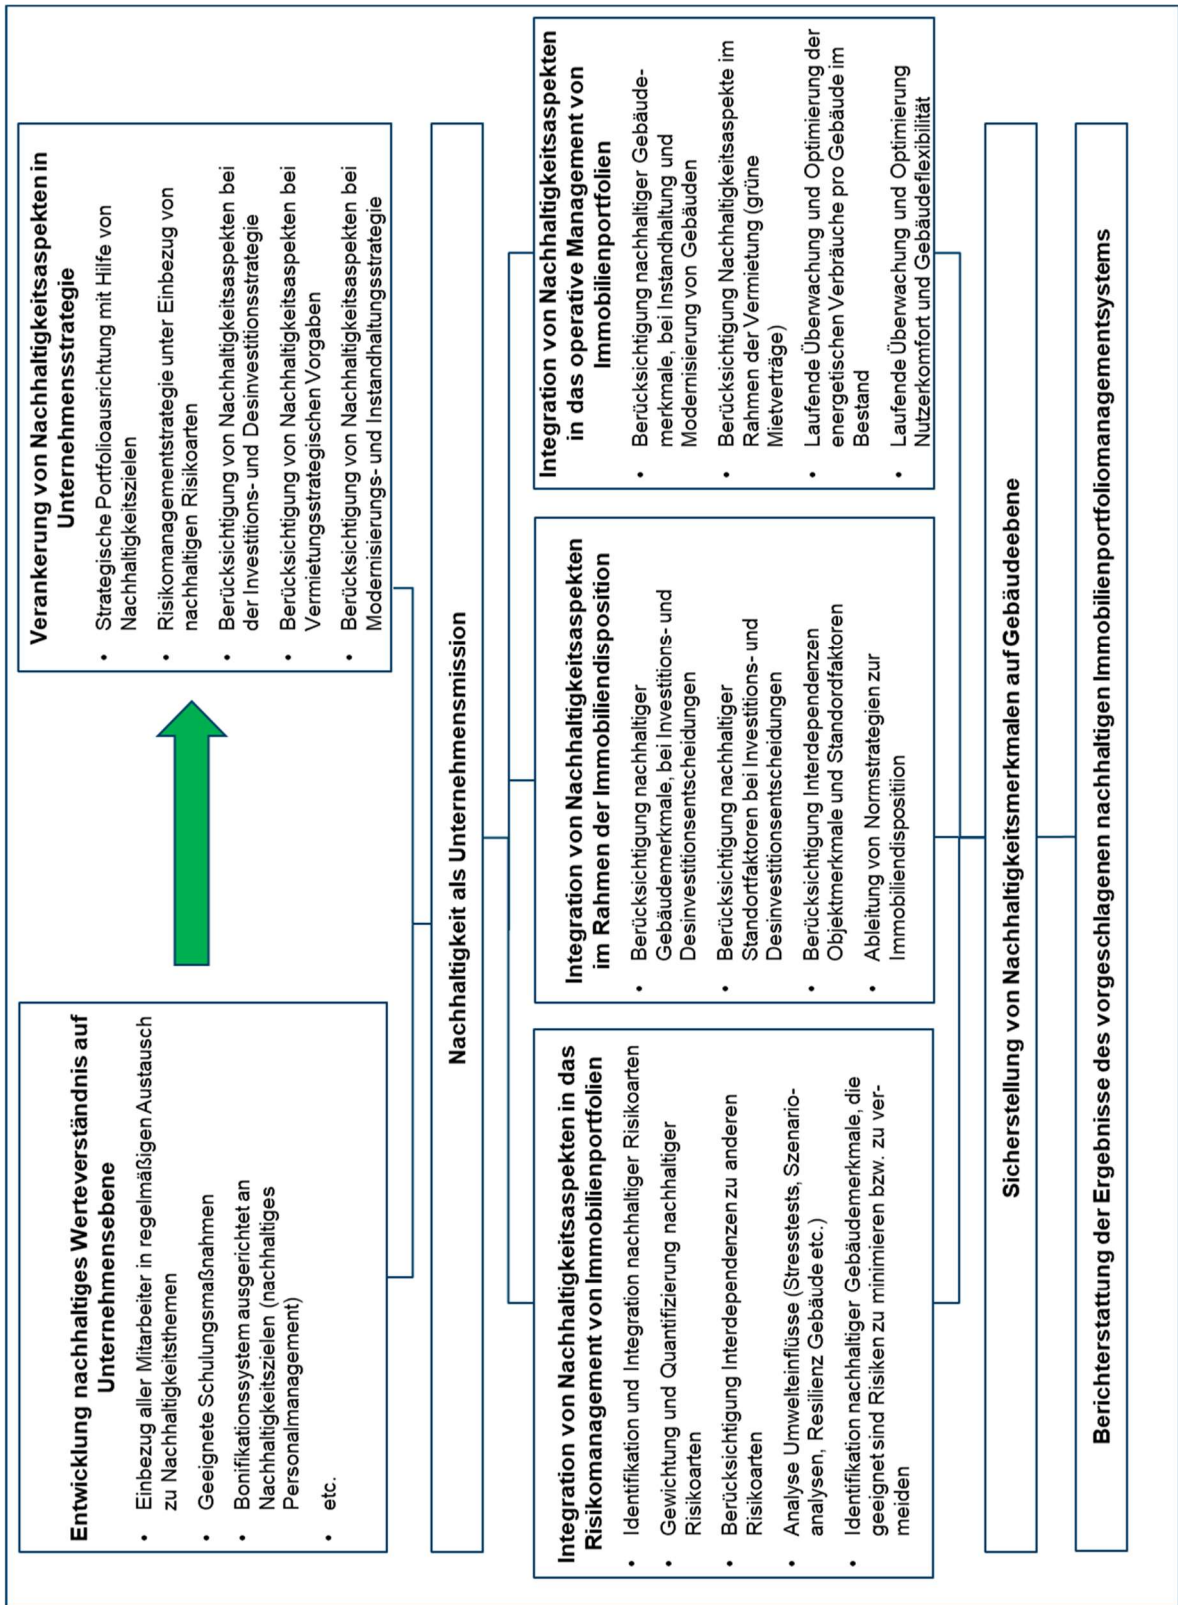 Entwicklung nachhaltiges Werteverständnis auf
Unternehmensebene
• Einbezug aller Mitarbeiter in regelmäßigen Austausch
zu Nachhaltigkeitsthemen
• Geeignete Schulungsmaßnahmen
• Bonifikationssystem ausgerichtet an
Nachhaltigkeitszielen (nachhaltiges
Personalmanagement)
• etc.
Verankerung von Nachhaltigkeitsaspekten in
Unternehmensstrategie
• Strategische Portfolioausrichtung mit Hilfe von
Nachhaltigkeitszielen
• Risikomanagementstrategie unter Einbezug von
nachhaltigen Risikoarten
• Berücksichtigung von Nachhaltigkeitsaspekten bei
der Investitions- und Desinvestitionsstrategie
• Berücksichtigung von Nachhaltigkeitsaspekten bei
Vermietungsstrategischen Vorgaben
• Berücksichtigung von Nachhaltigkeitsaspekten bei
Modernisierungs- und Instandhaltungsstrategie
Nachhaltigkeit als Unternehmensmission
Integration von Nachhaltigkeitsaspekten in das
Risikomanagement von Immobilienportfolien
• Identifikation und Integration nachhaltiger Risikoarten
• Gewichtung und Quantifizierung nachhaltiger
Risikoarten
• Berücksichtigung Interdependenzen zu anderen
Risikoarten
• Analyse Umwelteinflüsse (Stresstests, Szenario-
analysen, Resilienz Gebäude etc.)
• Identifikation nachhaltiger Gebäudemerkmale, die
geeignet sind Risiken zu minimieren bzw. zu ver-
meiden
Integration von Nachhaltigkeitsaspekten
im Rahmen der Immobiliendisposition
• Berücksichtigung nachhaltiger
Gebäudemerkmale, bei Investitions- und
Desinvestitionsentscheidungen
• Berücksichtigung nachhaltiger
Standortfaktoren bei Investitions- und
Desinvestitionsentscheidungen
• Berücksichtigung Interdependenzen
Objektmerkmale und Standordfaktoren
• Ableitung von Normstrategien zur
Immobiliendisposition
Integration von Nachhaltigkeitsaspekten
in das operative Management von
Immobilienportfolien
• Berücksichtigung nachhaltiger Gebäude-
merkmale, bei Instandhaltung und
Modernisierung von Gebäuden
• Berücksichtigung Nachhaltigkeitsaspekte im
Rahmen der Vermietung (grüne
Mietverträge)
• Laufende Überwachung und Optimierung der
energetischen Verbräuche pro Gebäude im
Bestand
• Laufende Überwachung und Optimierung
Nutzerkomfort und Gebäudeflexibilität
Sicherstellung von Nachhaltigkeitsmerkmalen auf Gebäudeebene
Berichterstattung der Ergebnisse des vorgeschlagenen nachhaltigen Immobilienportfoliomanagementsystems